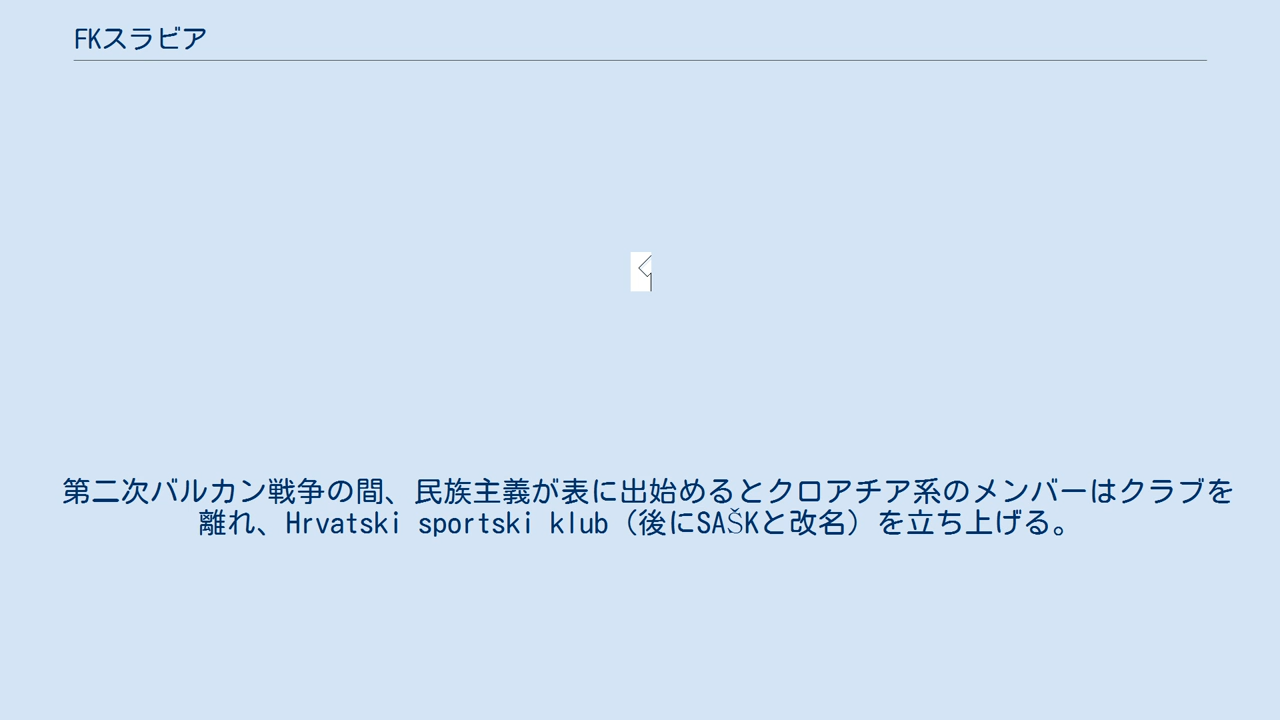 FKスラビア
第二次バルカン戦争の間、民族主義が表に出始めるとクロアチア系のメンバーはクラブを
離れ、Hrvatski sportski klub（後にSAŠKと改名）を立ち上げる。